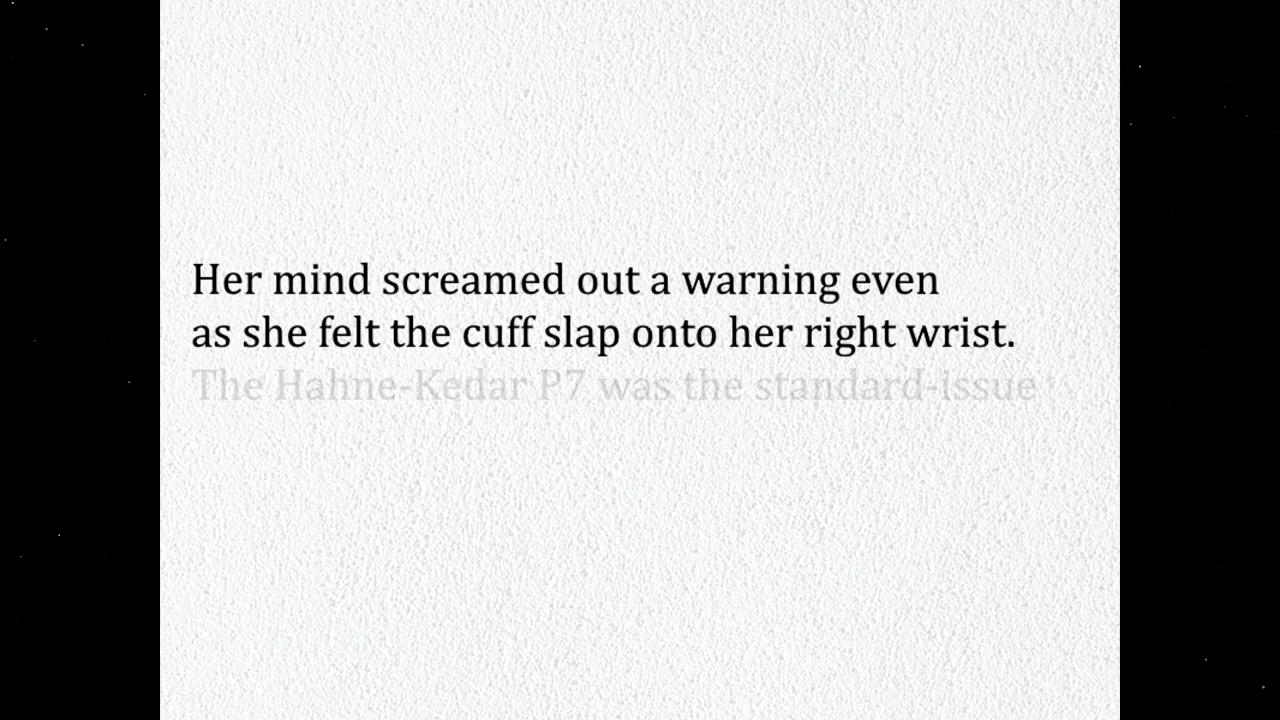 Her mind screamed out a warning even
as she felt the cuff slap onto her right wrist.
The Hahne-Kedar P7 was the standard-issue